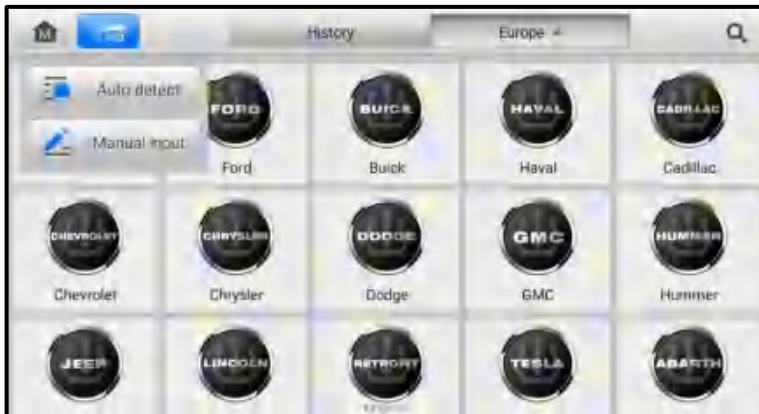 M
History
Europe
Auto detect
Manual input
FORD
BUICK
HAVAL
CADILLAC
Ford
Buick
Haval
Cadillac
CHEVROLET
CHRYSLER
DODGE
GMC
HUMMER
Chevrolet
Chrysler
Dodge
GMC
Hummer
JEEP
LINCOLN
RETROFIT
TESLA
ABARTH